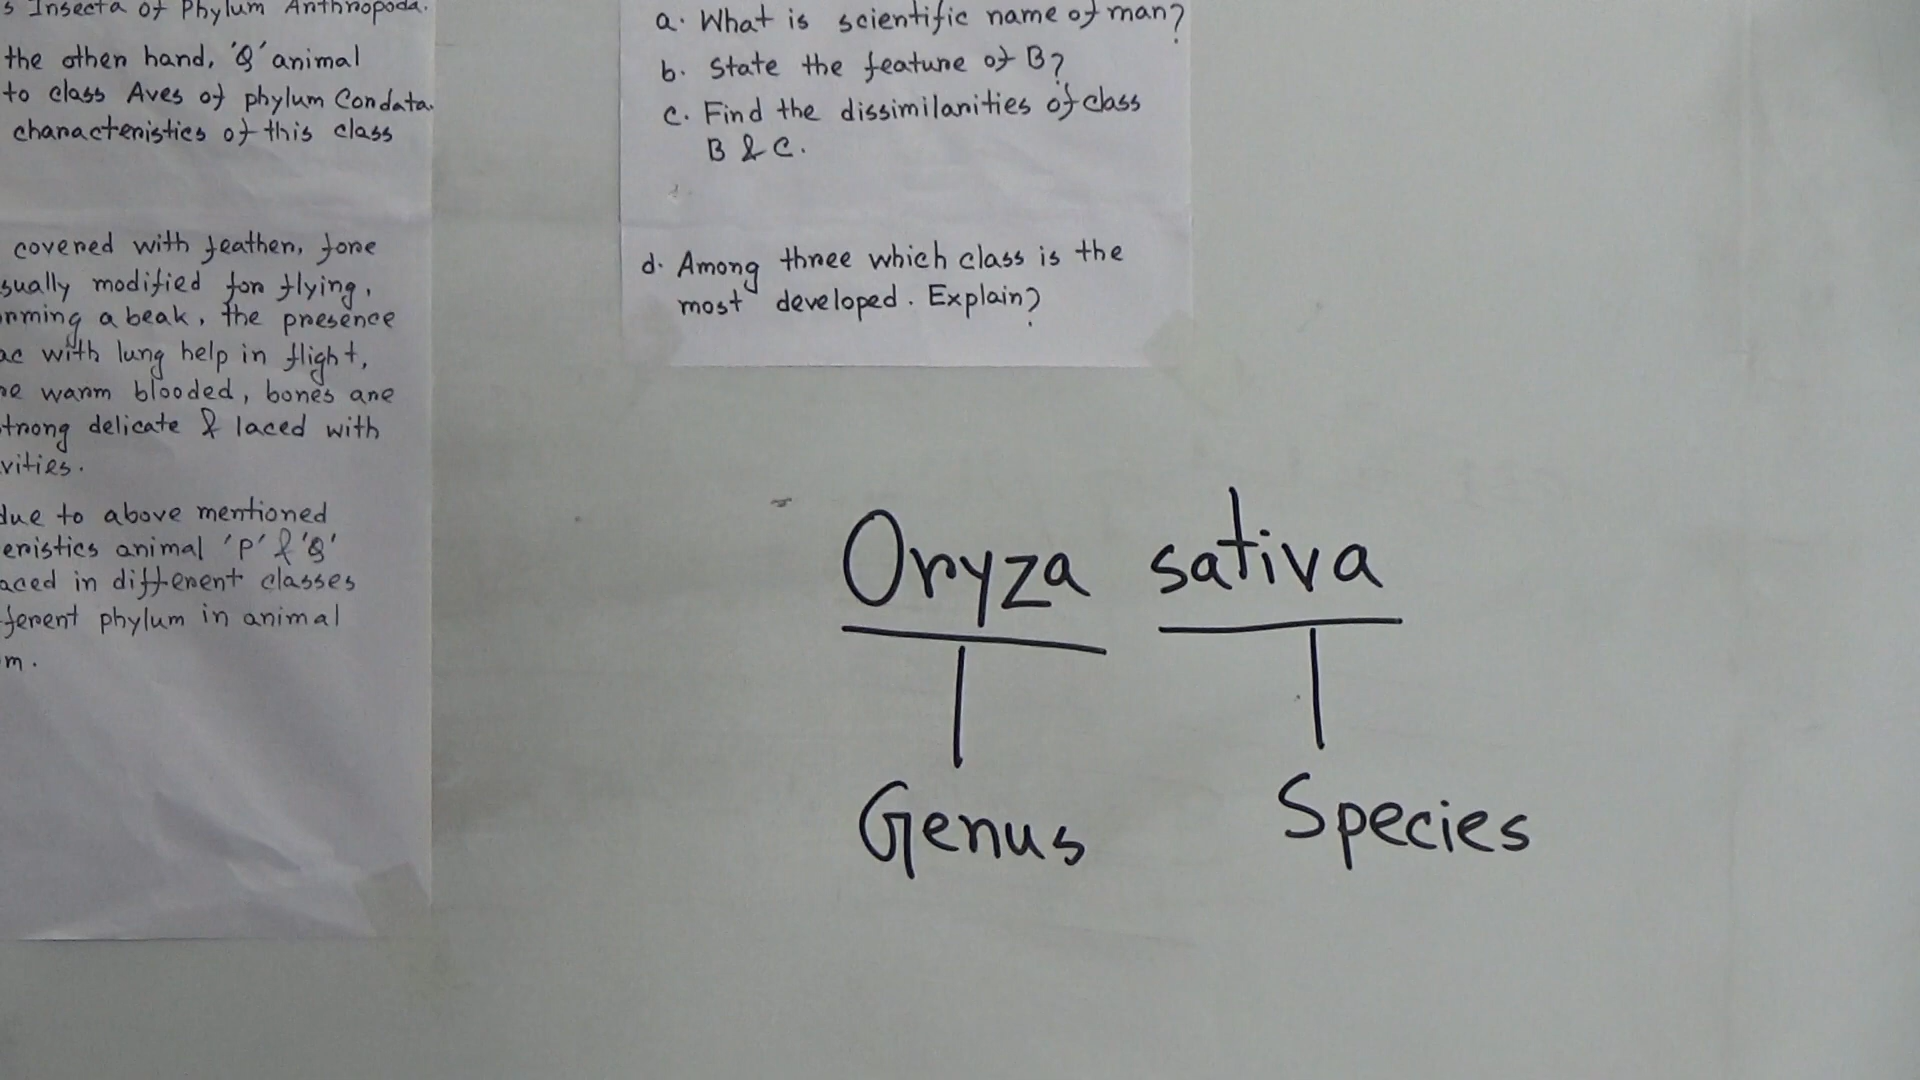 s Insecta of Phylum Arthropoda.
the other hand, 'Q' animal
to class Aves of phylum Condata.
characteristics of this class
covered with feather, fore
sually modified for flying,
rming a beak, the presence
ac with lung help in flight,
re warm blooded, bones are
trong delicate & laced with
vities.
due to above mentioned
eristics animal 'P' & 'Q'
aced in different classes
ferent phylum in animal
m.
a. What is scientific name of man?
b. State the feature of B?
c. Find the dissimilarities of class
B & C.
d. Among three which class is the
most developed. Explain?
Oryza sativa
Genus Species